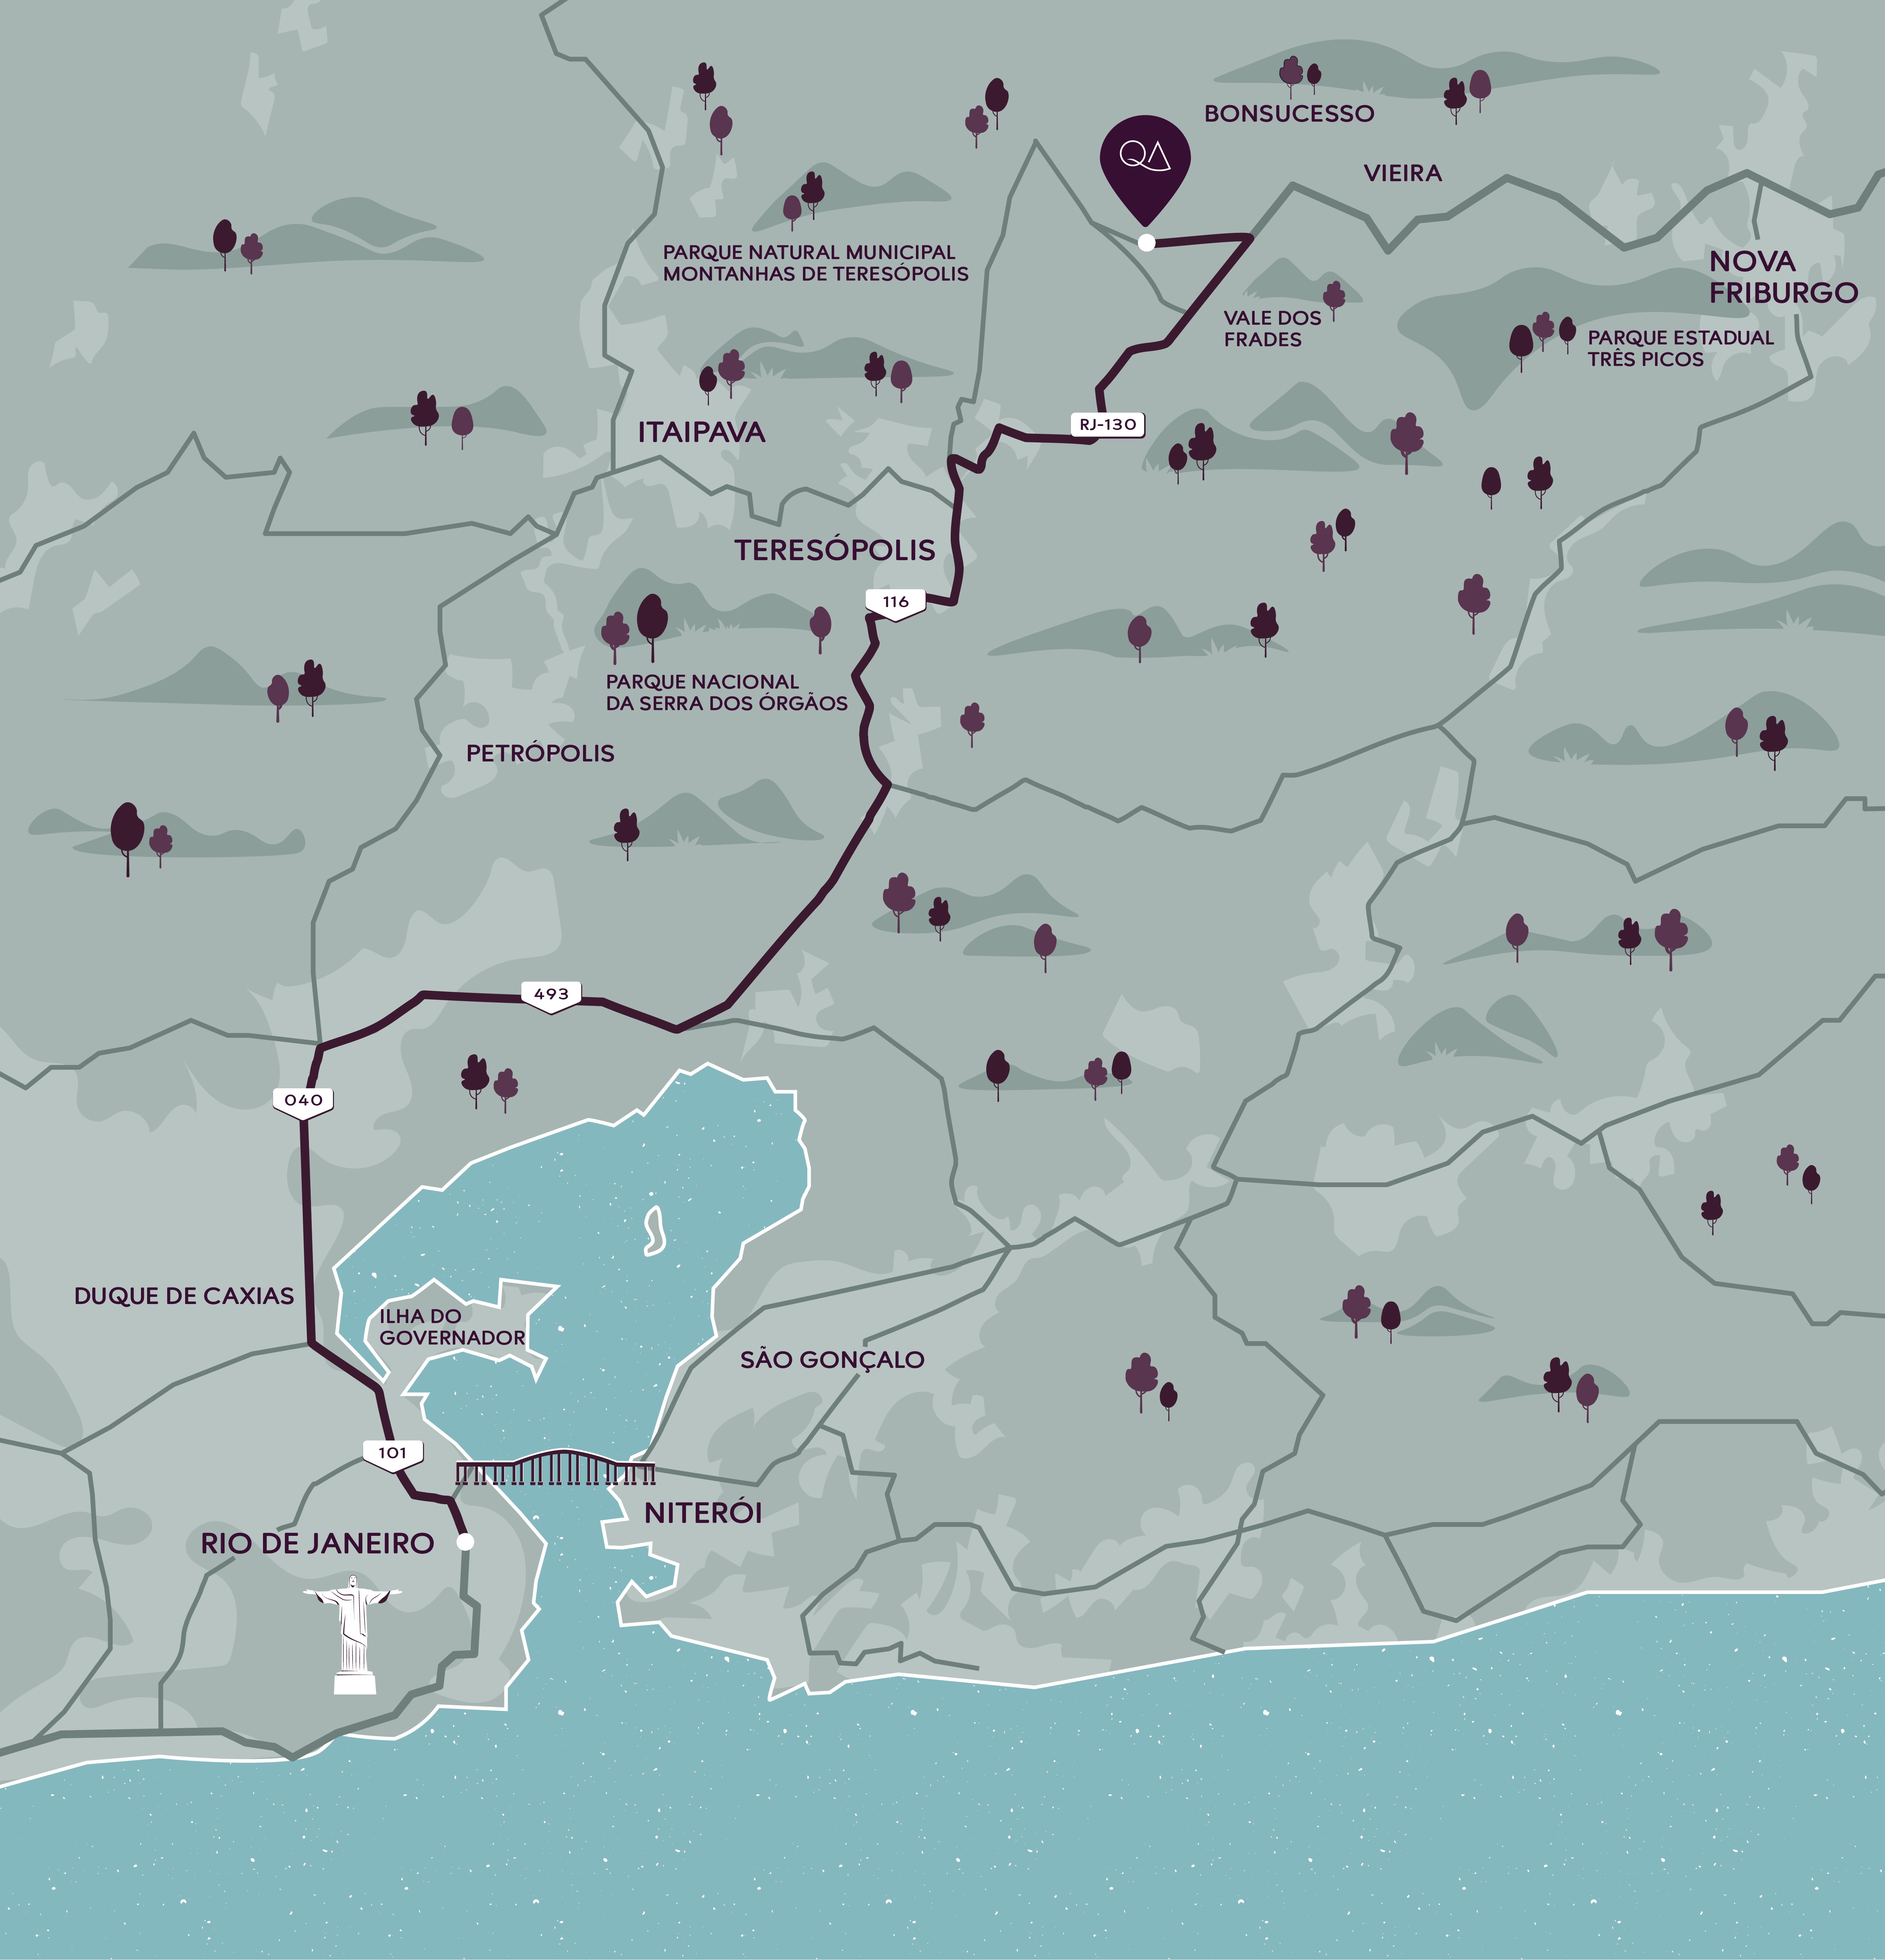 BONSUCESSO
QA
VIEIRA
PARQUE NATURAL MUNICIPAL
MONTANHAS DE TERESÓPOLIS
NOVA
FRIBURGO
VALE DOS
FRADES
PARQUE ESTADUAL
TRÊS PICOS
ITAIPAVA
RJ-130
TERESÓPOLIS
116
PARQUE NACIONAL
DA SERRA DOS ÓRGÃOS
PETRÓPOLIS
493
040
DUQUE DE CAXIAS
ILHA DO
GOVERNADOR
SÃO GONÇALO
101
NITERÓI
RIO DE JANEIRO